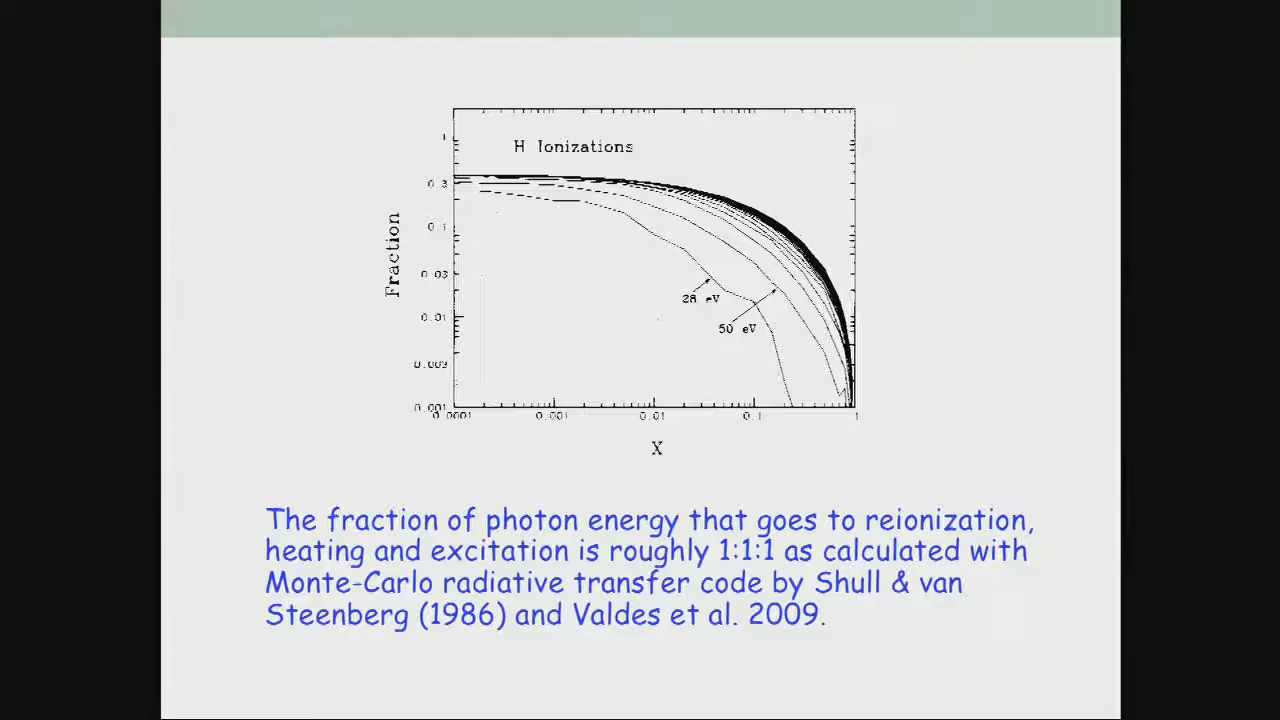 H Ionizations
1
0.3
0.1
0.03
0.01
0.003
0.001
Fraction
28 eV
50 eV
0.0001 0.001 0.01 0.1 1
X
The fraction of photon energy that goes to reionization,
heating and excitation is roughly 1:1:1 as calculated with
Monte-Carlo radiative transfer code by Shull & van
Steenberg (1986) and Valdes et al. 2009.